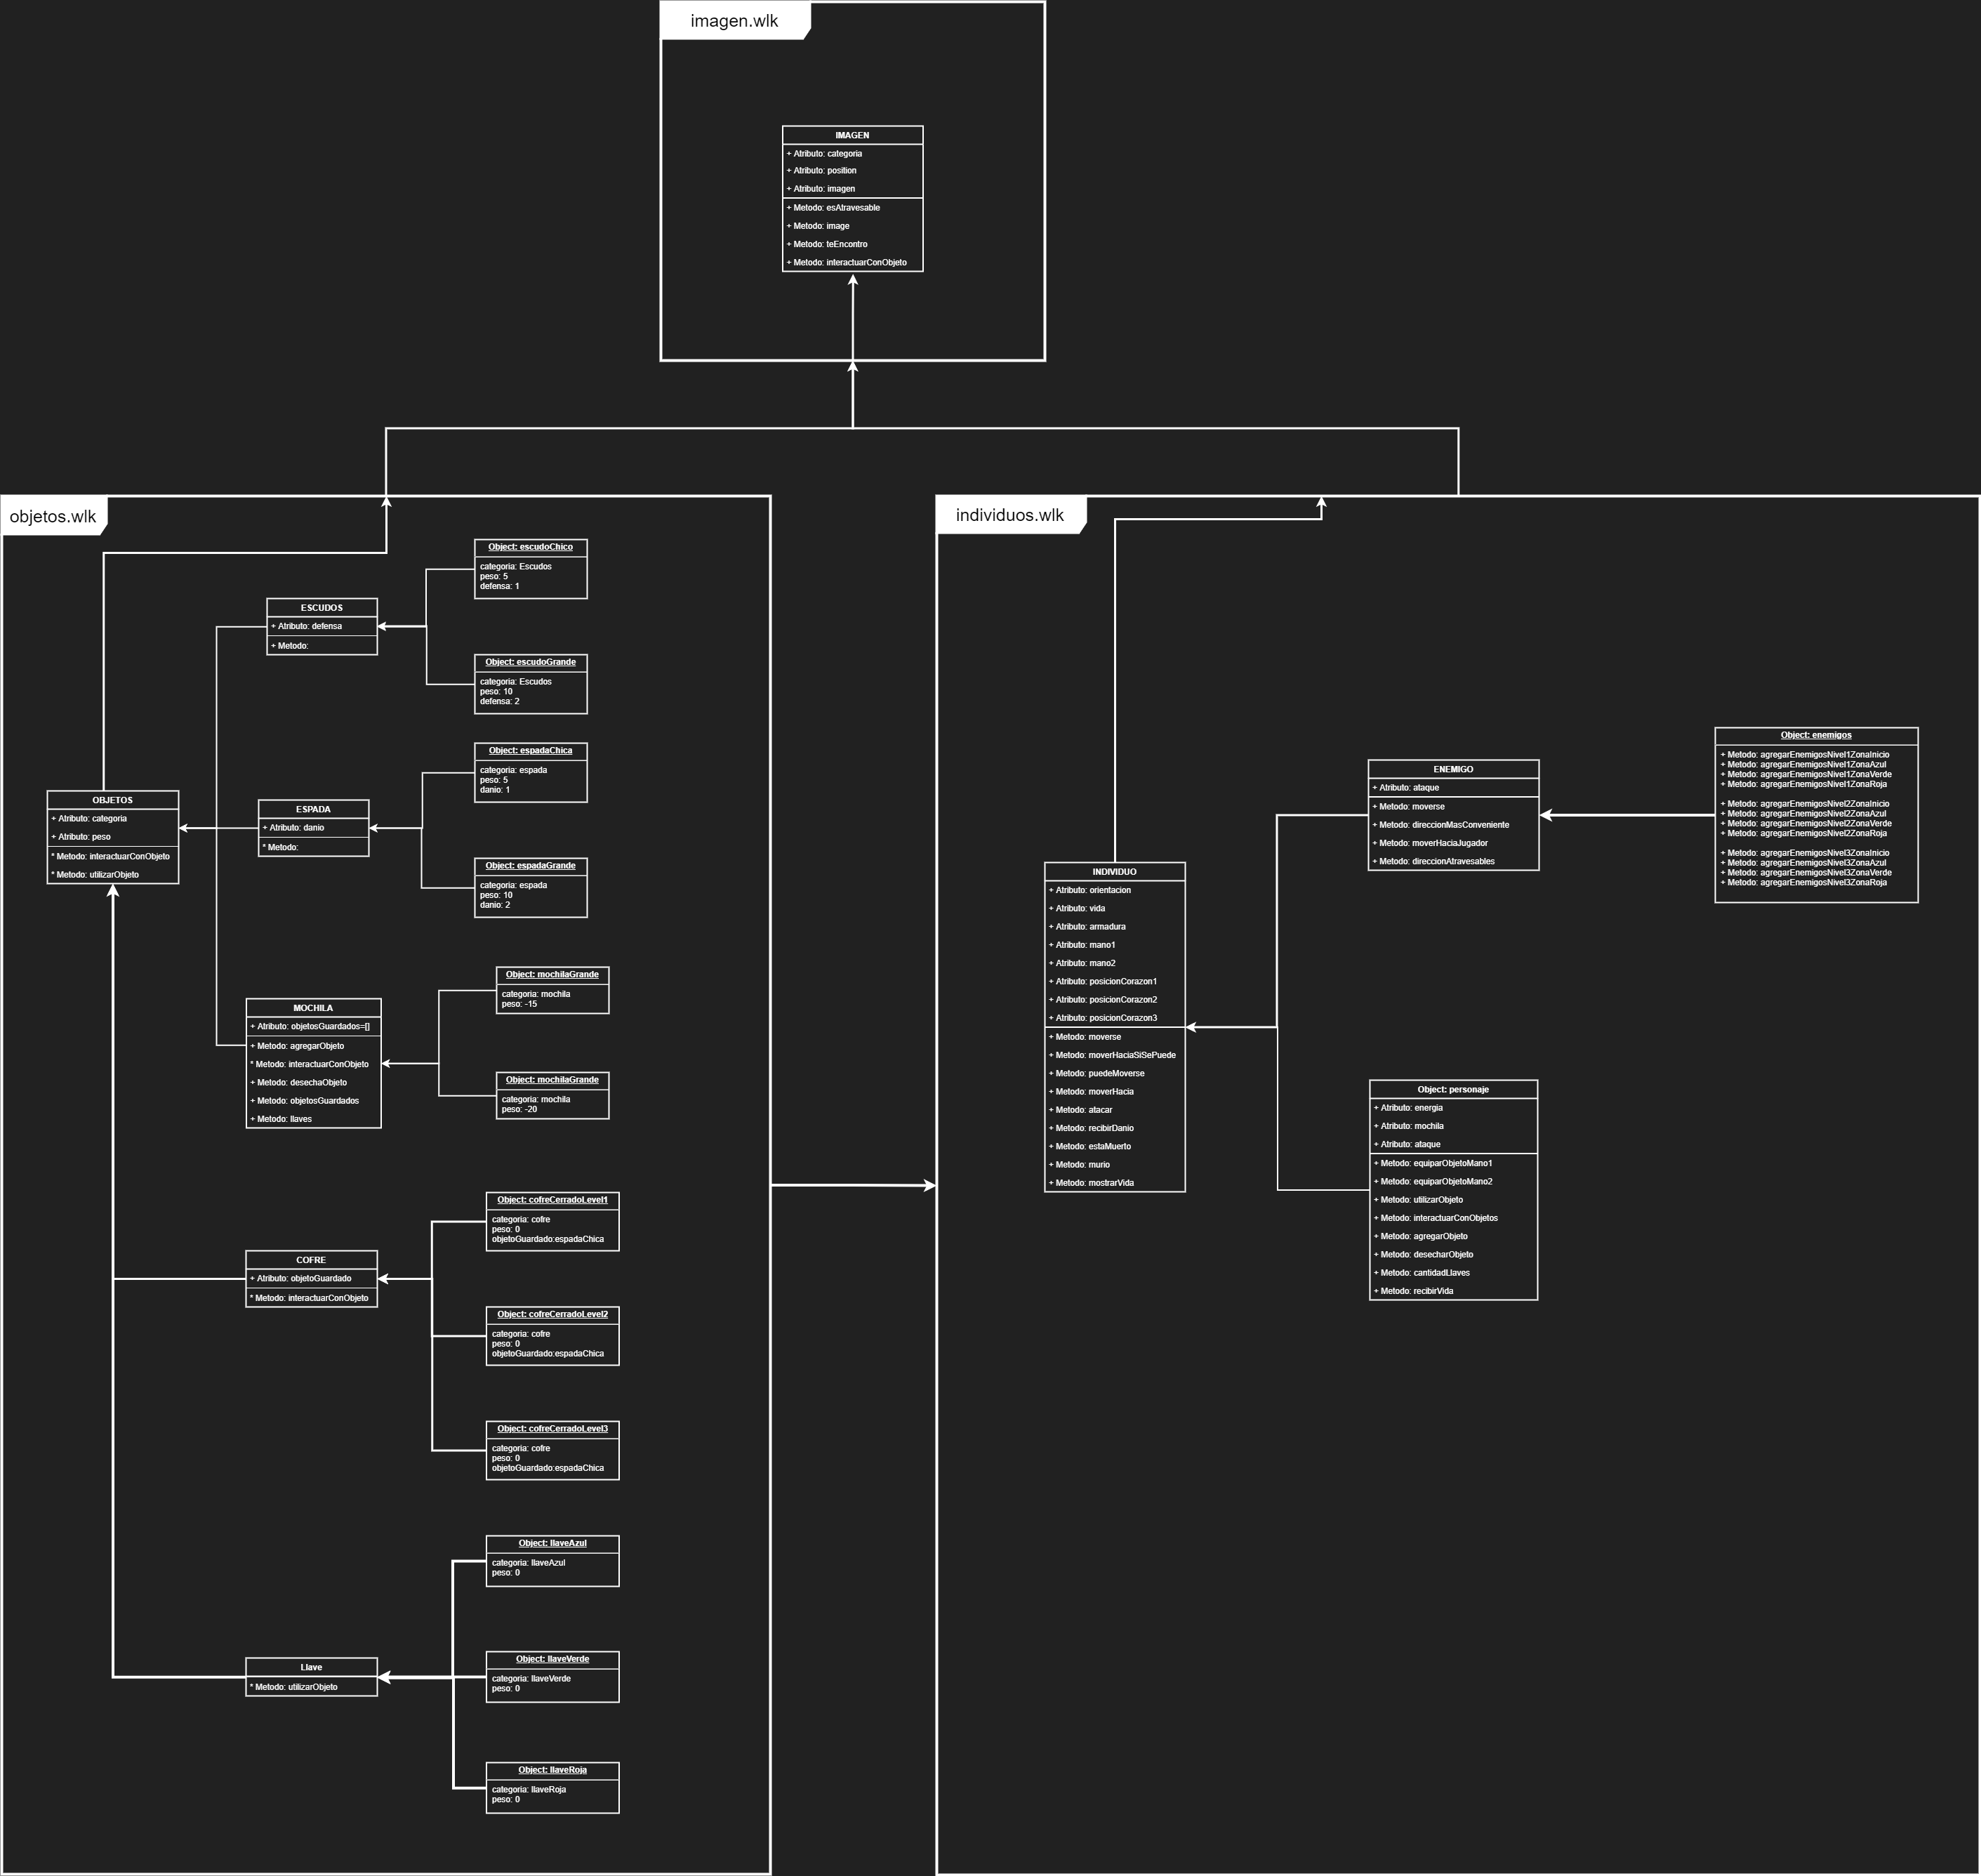 imagen.wlk
IMAGEN
+ Atributo: categoria
+ Atributo: position
+ Atributo: imagen
+ Metodo: esAtravesable
+ Metodo: image
+ Metodo: teEncontro
+ Metodo: interactuarConObjeto
objetos.wlk
OBJETOS
+ Atributo: categoria
+ Atributo: peso
* Metodo: interactuarConObjeto
* Metodo: utilizarObjeto
ESCUDOS
+ Atributo: defensa
+ Metodo:
Object: escudoChico
categoria: Escudos
peso: 5
defensa: 1
Object: escudoGrande
categoria: Escudos
peso: 10
defensa: 2
ESPADA
+ Atributo: danio
* Metodo:
Object: espadaChica
categoria: espada
peso: 5
danio: 1
Object: espadaGrande
categoria: espada
peso: 10
danio: 2
MOCHILA
+ Atributo: objetosGuardados=[]
+ Metodo: agregarObjeto
* Metodo: interactuarConObjeto
+ Metodo: desechaObjeto
+ Metodo: objetosGuardados
+ Metodo: llaves
Object: mochilaGrande
categoria: mochila
peso: -15
Object: mochilaGrande
categoria: mochila
peso: -20
COFRE
+ Atributo: objetoGuardado
* Metodo: interactuarConObjeto
Object: cofreCerradoLevel1
categoria: cofre
peso: 0
objetoGuardado:espadaChica
Object: cofreCerradoLevel2
categoria: cofre
peso: 0
objetoGuardado:espadaChica
Object: cofreCerradoLevel3
categoria: cofre
peso: 0
objetoGuardado:espadaChica
Llave
* Metodo: utilizarObjeto
Object: llaveAzul
categoria: llaveAzul
peso: 0
Object: llaveVerde
categoria: llaveVerde
peso: 0
Object: llaveRoja
categoria: llaveRoja
peso: 0
individuos.wlk
INDIVIDUO
+ Atributo: orientacion
+ Atributo: vida
+ Atributo: armadura
+ Atributo: mano1
+ Atributo: mano2
+ Atributo: posicionCorazon1
+ Atributo: posicionCorazon2
+ Atributo: posicionCorazon3
+ Metodo: moverse
+ Metodo: moverHaciaSiSePuede
+ Metodo: puedeMoverse
+ Metodo: moverHacia
+ Metodo: atacar
+ Metodo: recibirDanio
+ Metodo: estaMuerto
+ Metodo: murio
+ Metodo: mostrarVida
ENEMIGO
+ Atributo: ataque
+ Metodo: moverse
+ Metodo: direccionMasConveniente
+ Metodo: moverHaciaJugador
+ Metodo: direccionAtravesables
Object: enemigos
+ Metodo: agregarEnemigosNivel1ZonaInicio
+ Metodo: agregarEnemigosNivel1ZonaAzul
+ Metodo: agregarEnemigosNivel1ZonaVerde
+ Metodo: agregarEnemigosNivel1ZonaRoja
+ Metodo: agregarEnemigosNivel2ZonaInicio
+ Metodo: agregarEnemigosNivel2ZonaAzul
+ Metodo: agregarEnemigosNivel2ZonaVerde
+ Metodo: agregarEnemigosNivel2ZonaRoja
+ Metodo: agregarEnemigosNivel3ZonaInicio
+ Metodo: agregarEnemigosNivel3ZonaAzul
+ Metodo: agregarEnemigosNivel3ZonaVerde
+ Metodo: agregarEnemigosNivel3ZonaRoja
Object: personaje
+ Atributo: energia
+ Atributo: mochila
+ Atributo: ataque
+ Metodo: equiparObjetoMano1
+ Metodo: equiparObjetoMano2
+ Metodo: utilizarObjeto
+ Metodo: interactuarConObjetos
+ Metodo: agregarObjeto
+ Metodo: desecharObjeto
+ Metodo: cantidadLlaves
+ Metodo: recibirVida